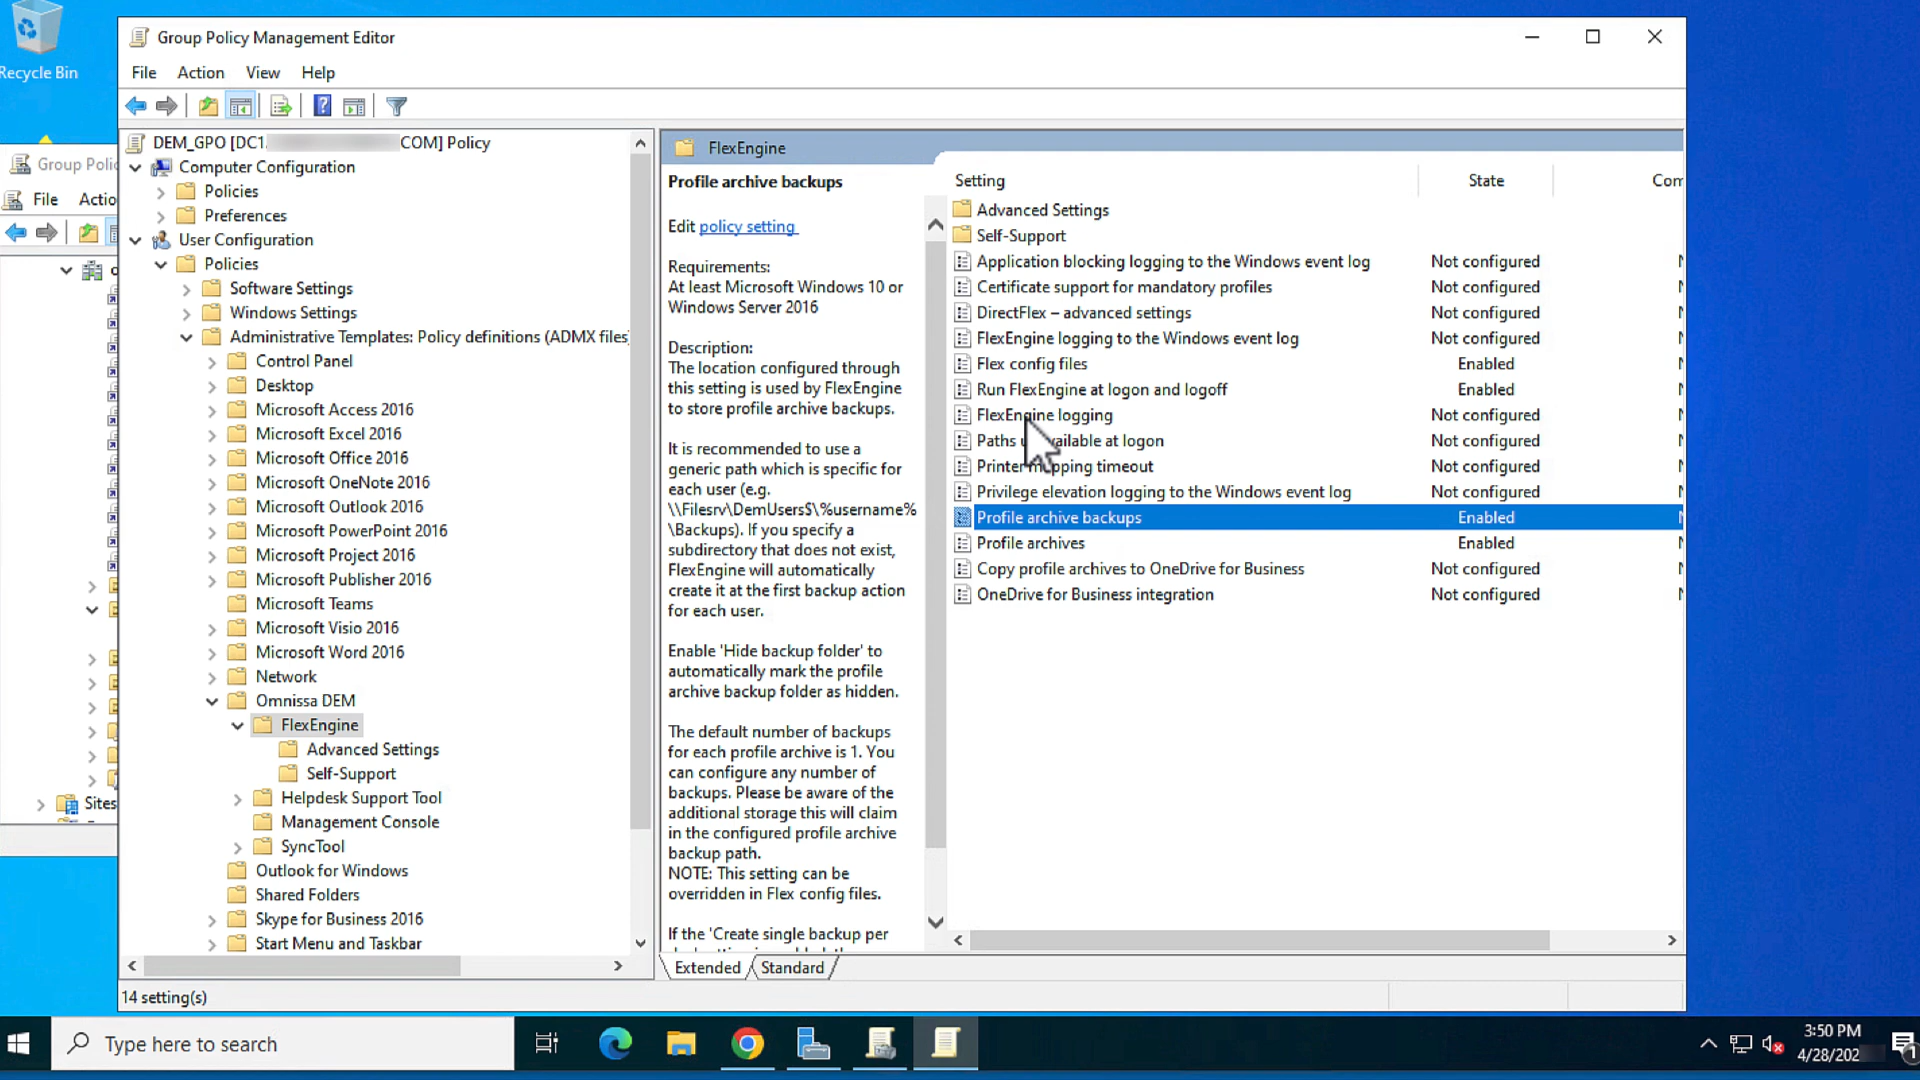 Recycle Bin
Group Policy Management Editor
File Action View Help
Group Polic
File Actio
DEM_GPO [DC1. COM] Policy
Computer Configuration
Policies
Preferences
User Configuration
Policies
Software Settings
Windows Settings
Administrative Templates: Policy definitions (ADMX files)
Control Panel
Desktop
Microsoft Access 2016
Microsoft Excel 2016
Microsoft Office 2016
Microsoft OneNote 2016
Microsoft Outlook 2016
Microsoft PowerPoint 2016
Microsoft Project 2016
Microsoft Publisher 2016
Microsoft Teams
Microsoft Visio 2016
Microsoft Word 2016
Network
Omnissa DEM
FlexEngine
Advanced Settings
Self-Support
Helpdesk Support Tool
Management Console
SyncTool
Outlook for Windows
Shared Folders
Skype for Business 2016
Start Menu and Taskbar
Sites
FlexEngine
Profile archive backups
Edit policy setting
Requirements:
At least Microsoft Windows 10 or
Windows Server 2016
Description:
The location configured through
this setting is used by FlexEngine
to store profile archive backups.
It is recommended to use a
generic path which is specific for
each user (e.g.
\\Filesrv\DemUsers$\%username%
\Backups). If you specify a
subdirectory that does not exist,
FlexEngine will automatically
create it at the first backup action
for each user.
Enable 'Hide backup folder' to
automatically mark the profile
archive backup folder as hidden.
The default number of backups
for each profile archive is 1. You
can configure any number of
backups. Please be aware of the
additional storage this will claim
in the configured profile archive
backup path.
NOTE: This setting can be
overridden in Flex config files.
If the 'Create single backup per
Setting State Com
Advanced Settings
Self-Support
Application blocking logging to the Windows event log Not configured
Certificate support for mandatory profiles Not configured
DirectFlex – advanced settings Not configured
FlexEngine logging to the Windows event log Not configured
Flex config files Enabled
Run FlexEngine at logon and logoff Enabled
FlexEngine logging Not configured
Paths unavailable at logon Not configured
Printer mapping timeout Not configured
Privilege elevation logging to the Windows event log Not configured
Profile archive backups Enabled
Profile archives Enabled
Copy profile archives to OneDrive for Business Not configured
OneDrive for Business integration Not configured
Extended Standard
14 setting(s)
Type here to search
3:50 PM
4/28/202
1